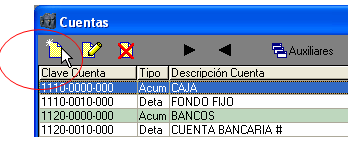 Cuentas
Auxiliares
Clave Cuenta Tipo Descripción Cuenta
1110-0000-000 Acum CAJA
1110-0010-000 Deta FONDO FIJO
1120-0000-000 Acum BANCOS
1120-0010-000 Deta CUENTA BANCARIA #